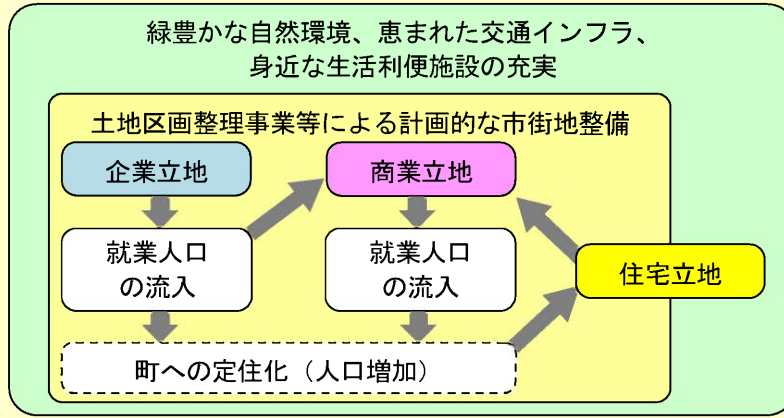 緑豊かな自然環境、恵まれた交通インフラ、
身近な生活利便施設の充実
土地区画整理事業等による計画的な市街地整備
企業立地
商業立地
就業人口
の流入
就業人口
の流入
住宅立地
町への定住化（人口増加）